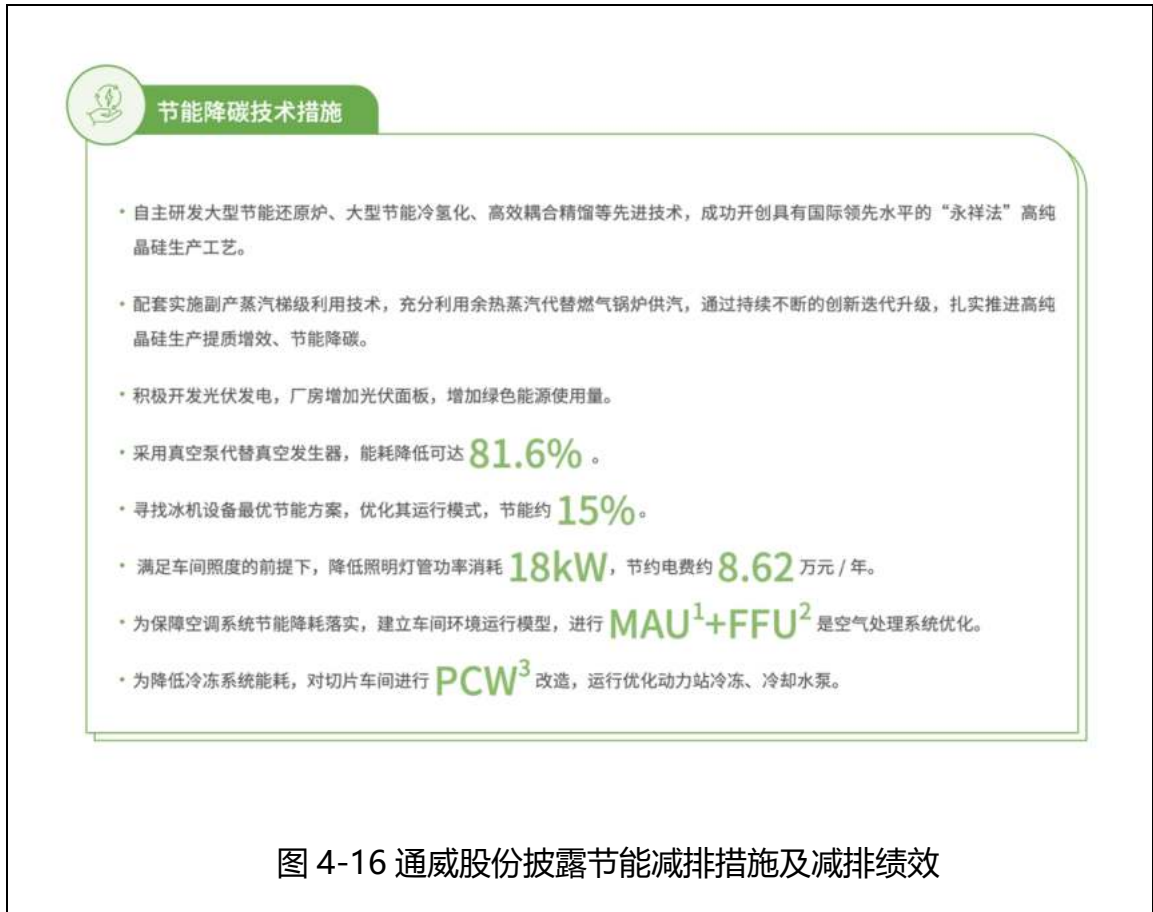 节能降碳技术措施
• 自主研发大型节能还原炉、大型节能冷氢化、高效耦合精馏等先进技术，成功开创具有国际领先水平的“永祥法”高纯
晶硅生产工艺。
• 配套实施副产蒸汽梯级利用技术，充分利用余热蒸汽代替燃气锅炉供汽，通过持续不断的创新迭代升级，扎实推进高纯
晶硅生产提质增效、节能降碳。
• 积极开发光伏发电，厂房增加光伏面板，增加绿色能源使用量。
• 采用真空泵代替真空发生器，能耗降低可达 81.6% 。
• 寻找冰机设备最优节能方案，优化其运行模式，节能约 15%。
• 满足车间照度的前提下，降低照明灯管功率消耗 18kW，节约电费约 8.62 万元 / 年。
• 为保障空调系统节能降耗落实，建立车间环境运行模型，进行 MAU¹+FFU² 是空气处理系统优化。
• 为降低冷冻系统能耗，对切片车间进行 PCW³ 改造，运行优化动力站冷冻、冷却水泵。
图 4-16 通威股份披露节能减排措施及减排绩效